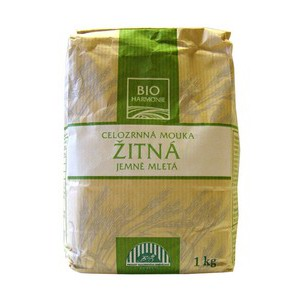 BIO
HARMONIE
CELOZRNNÁ MOUKA
ŽITNÁ
JEMNĚ MLETÁ
1 kg